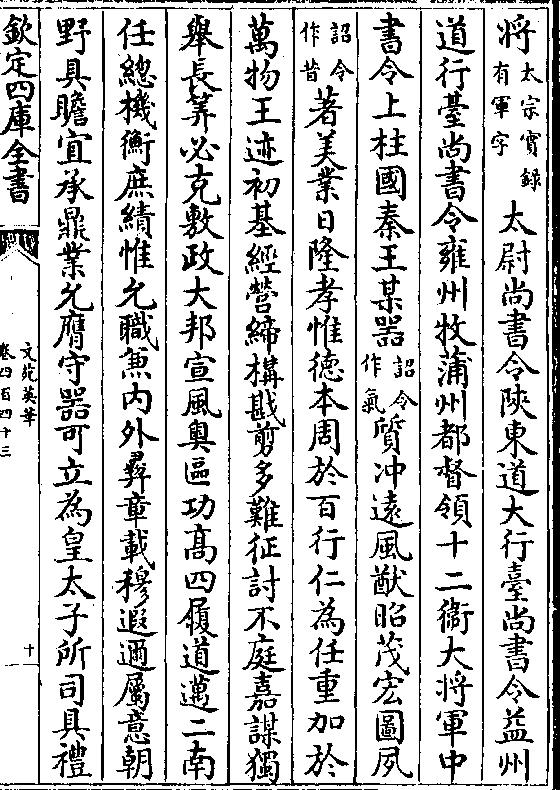 將太宗實錄有軍字太尉尚書令陝東道大行臺尚書令益州
道行臺尚書令雍州牧蒲州都督領十二衛大將軍中
書令上柱國秦王某器詔令作氣質冲遠風猷昭茂宏圖夙
詔令作昔著美業日隆孝惟德本周於百行仁為任重加於
萬物王迹初基經營締構戡剪多難征討不庭嘉謀獨
舉長筭必克敷政大邦宣風奥區功髙四履道邁二南
任總機衡庶績惟允職兼内外彛章載穆遐邇屬意朝
野具瞻宜承鼎業允膺守器可立為皇太子所司具禮
欽定四庫全書
文苑英華
卷四百四十三
十